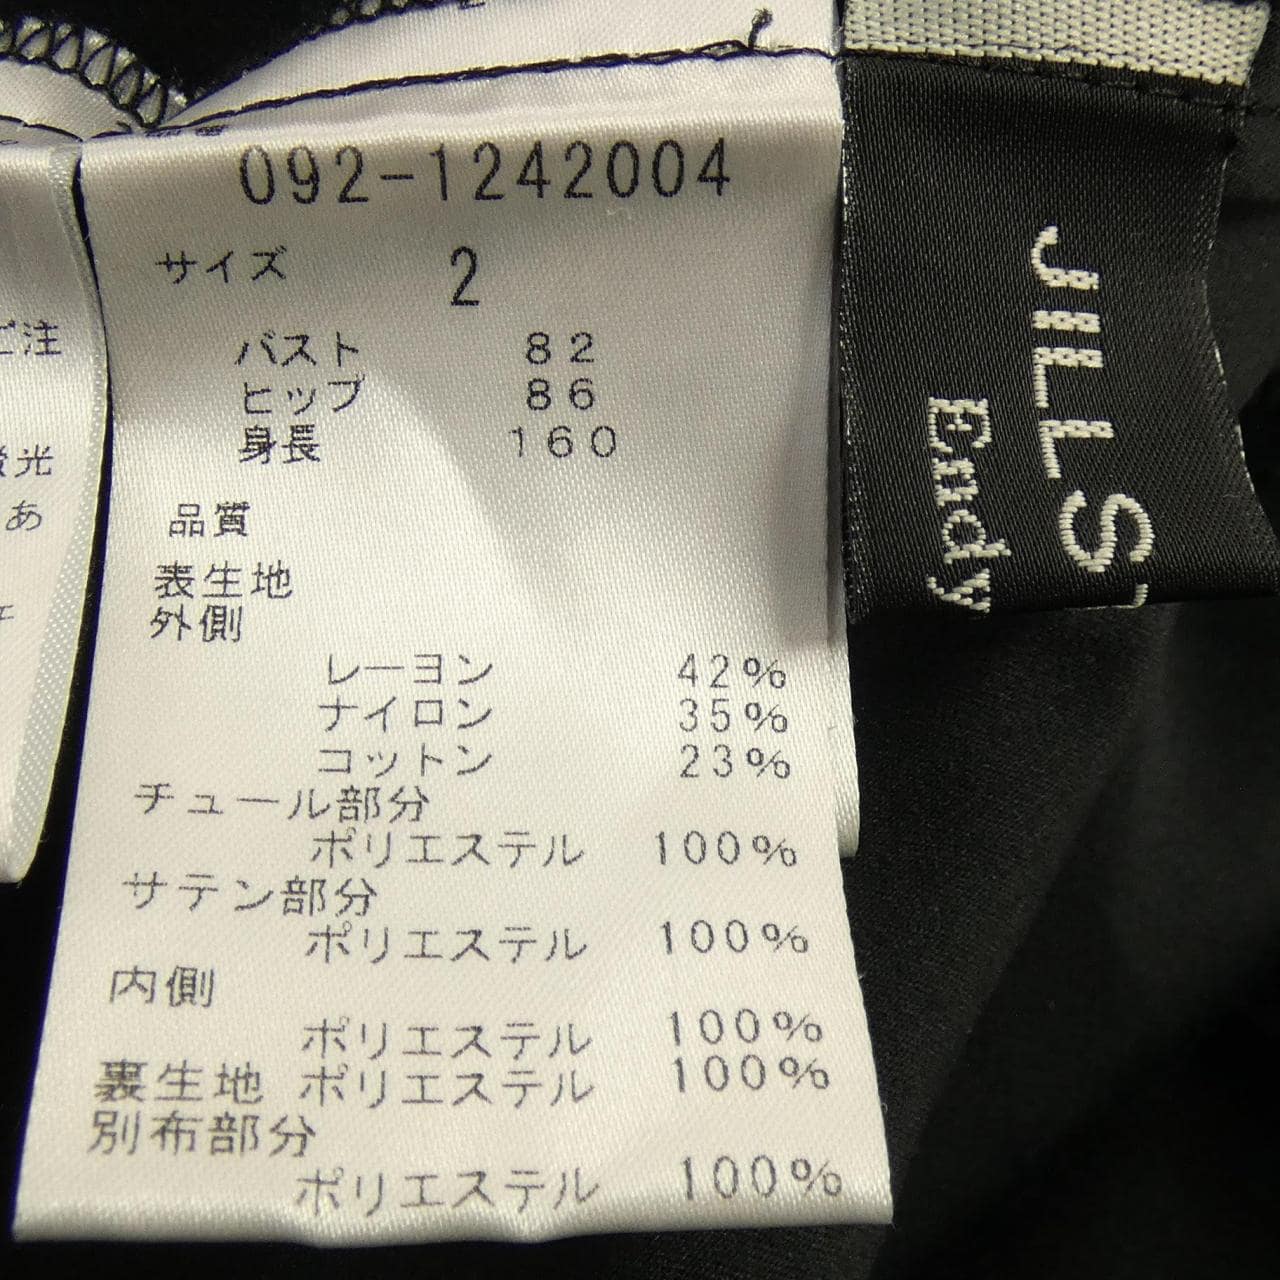 092-1242004
サイズ 2
バスト 82
ヒップ 86
身長 160
品質
表生地
外側
レーヨン 42%
ナイロン 35%
コットン 23%
チュール部分
ポリエステル 100%
サテン部分
ポリエステル 100%
内側
ポリエステル 100%
裏生地 ポリエステル 100%
別布部分
ポリエステル 100%
JILLS
Endy
ご注
光
あ